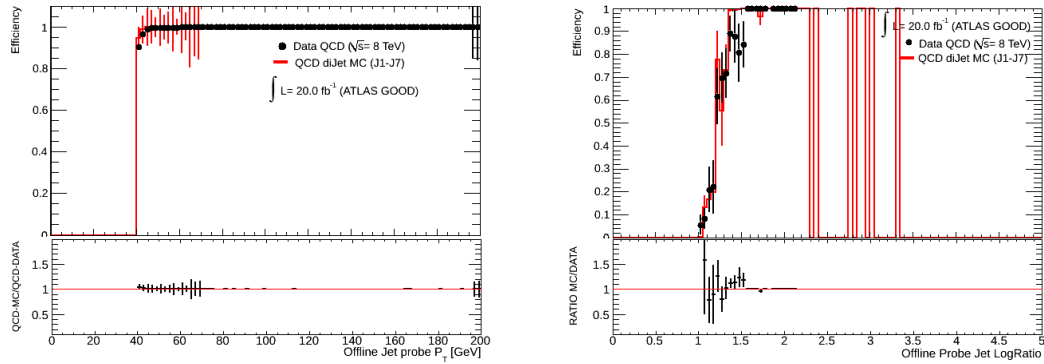 Efficiency
1
0.8
0.6
0.4
0.2
0
Data QCD (√s= 8 TeV)
QCD diJet MC (J1-J7)
∫ L= 20.0 fb⁻¹ (ATLAS GOOD)
QCD-MC/QCD-DATA
1.5
1
0.5
0 20 40 60 80 100 120 140 160 180 200
Offline Jet probe P_T [GeV]
Efficiency
1
0.9
0.8
0.7
0.6
0.5
0.4
0.3
0.2
0.1
0
∫ L= 20.0 fb⁻¹ (ATLAS GOOD)
Data QCD (√s= 8 TeV)
QCD diJet MC (J1-J7)
RATIO MC/DATA
1.5
1
0.5
0 0.5 1 1.5 2 2.5 3 3.5 4 4.5 5
Offline Probe Jet LogRatio